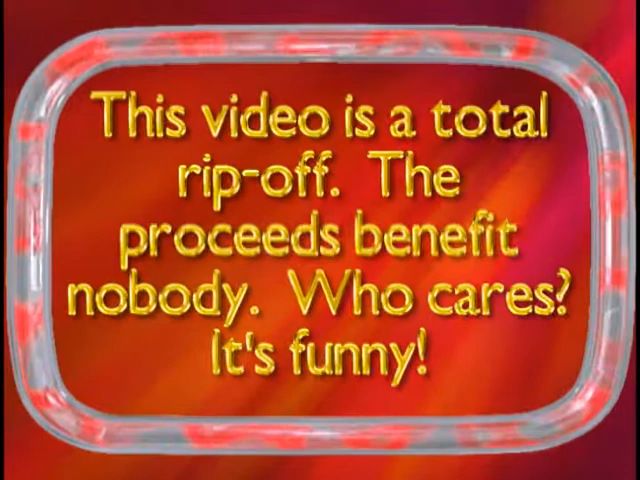 This video is a total
rip-off.  The
proceeds benefit
nobody.  Who cares?
It's funny!